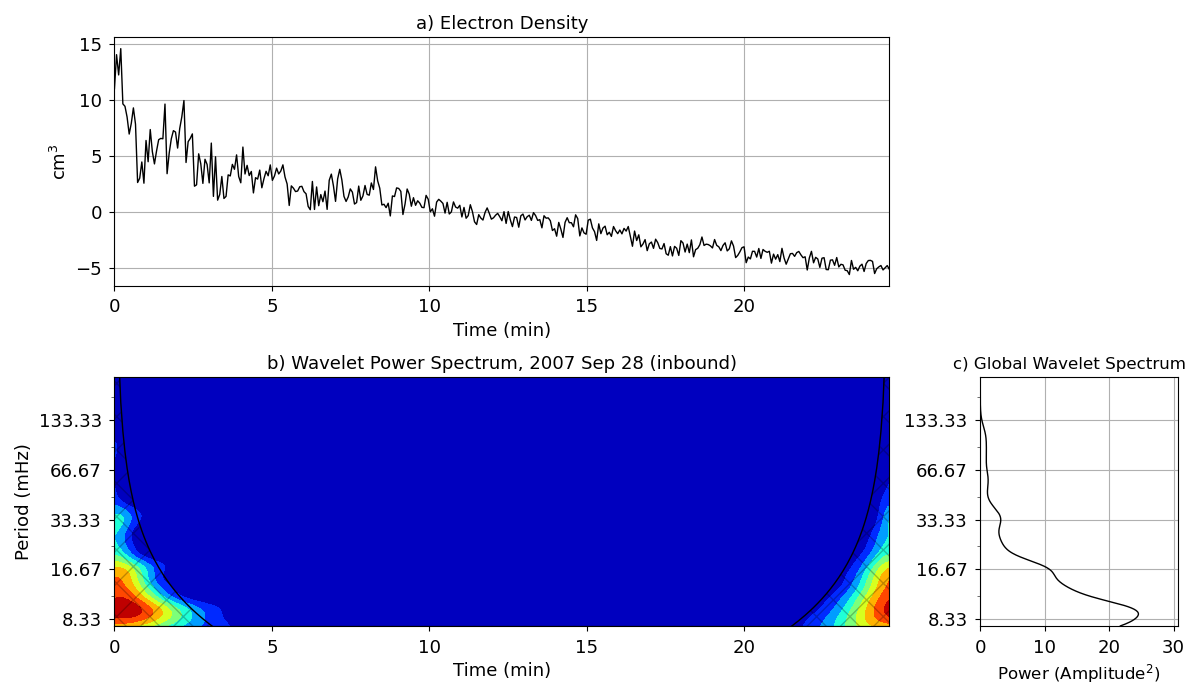 a) Electron Density
15
10
5
0
−5
cm³
0 5 10 15 20
Time (min)
b) Wavelet Power Spectrum, 2007 Sep 28 (inbound)
133.33
66.67
33.33
16.67
8.33
Period (mHz)
0 5 10 15 20
Time (min)
c) Global Wavelet Spectrum
133.33
66.67
33.33
16.67
8.33
0 10 20 30
Power (Amplitude²)